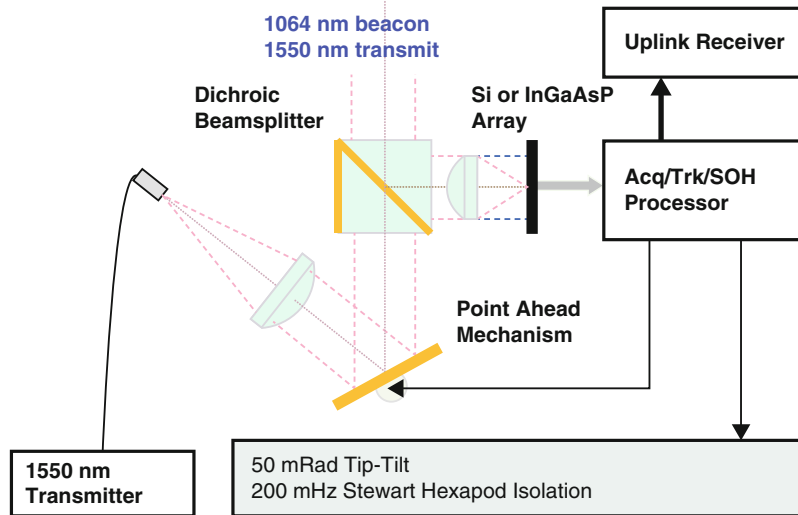 1064 nm beacon
1550 nm transmit
Uplink Receiver
Dichroic
Beamsplitter
Si or InGaAsP
Array
Acq/Trk/SOH
Processor
Point Ahead
Mechanism
1550 nm
Transmitter
50 mRad Tip-Tilt
200 mHz Stewart Hexapod Isolation